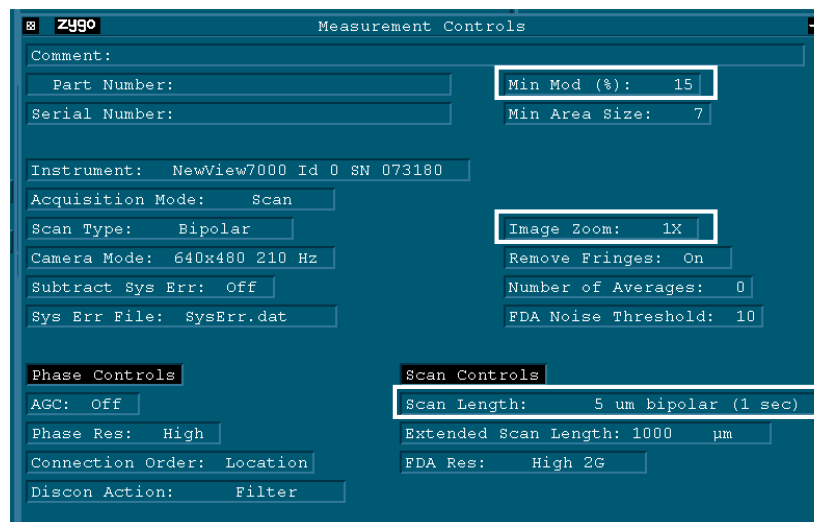 zygo Measurement Controls
Comment:
Part Number:
Min Mod (%): 15
Serial Number:
Min Area Size: 7
Instrument: NewView7000 Id 0 SN 073180
Acquisition Mode: Scan
Scan Type: Bipolar
Image Zoom: 1X
Camera Mode: 640x480 210 Hz
Remove Fringes: On
Subtract Sys Err: Off
Number of Averages: 0
Sys Err File: SysErr.dat
FDA Noise Threshold: 10
Phase Controls
Scan Controls
AGC: Off
Scan Length: 5 um bipolar (1 sec)
Phase Res: High
Extended Scan Length: 1000 μm
Connection Order: Location
FDA Res: High 2G
Discon Action: Filter